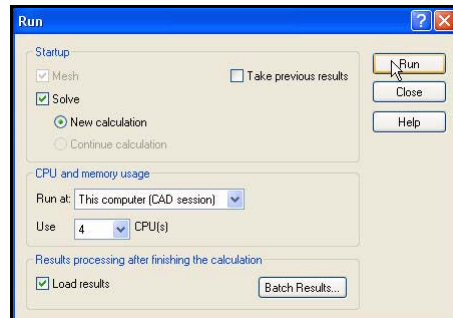 Run
Startup
Mesh
Take previous results
Run
Solve
Close
New calculation
Help
Continue calculation
CPU and memory usage
Run at: This computer (CAD session)
Use 4 CPU(s)
Results processing after finishing the calculation
Load results
Batch Results...